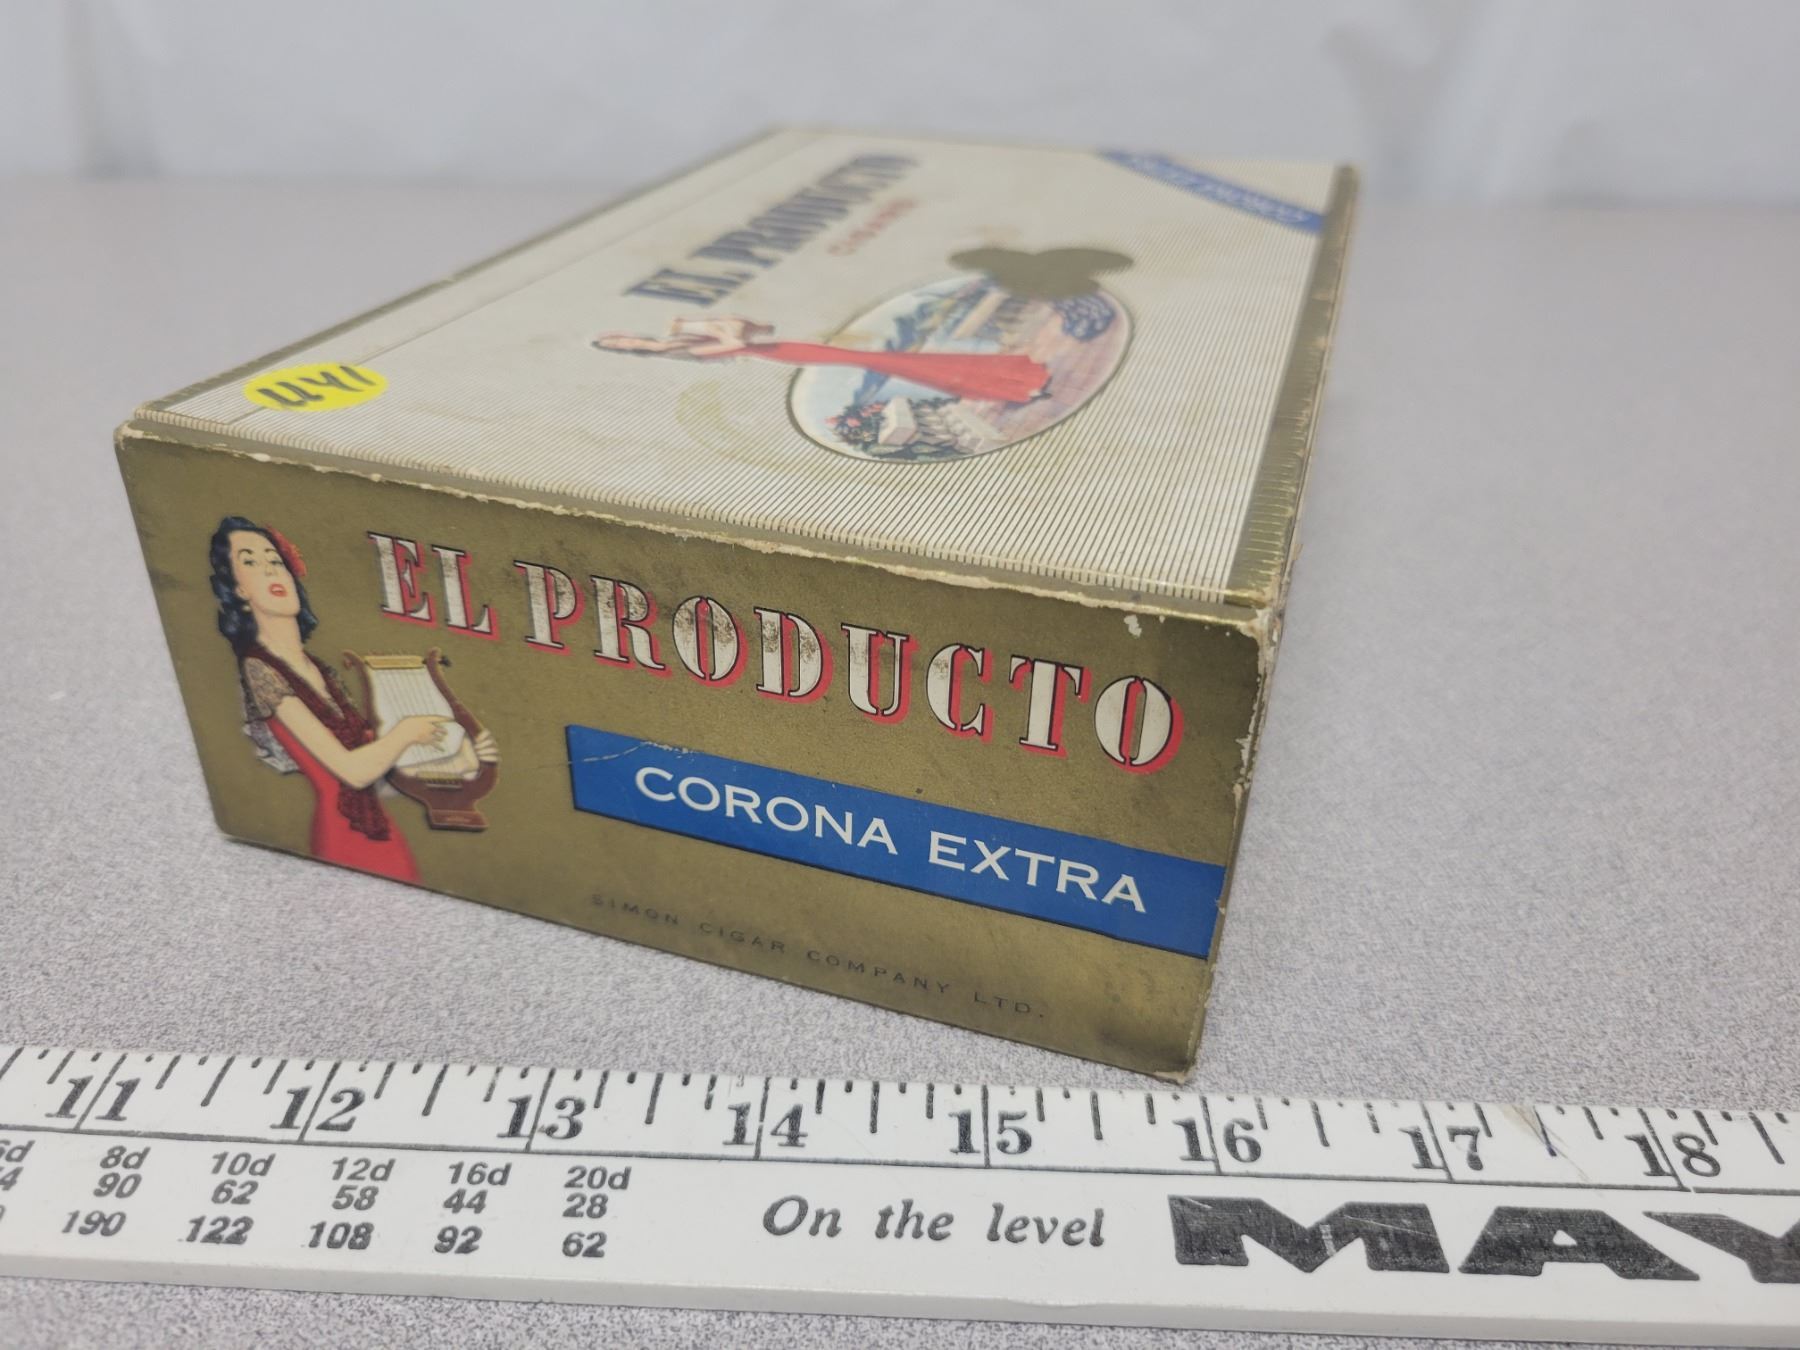 EL PRODUCTO
CIGARS
EL PRODUCTO
CORONA EXTRA
SIMON CIGAR COMPANY LTD.
11 12 13 14 15 16 17 18
8d 10d 12d 16d 20d
90 62 58 44 28
190 122 108 92 62
On the level